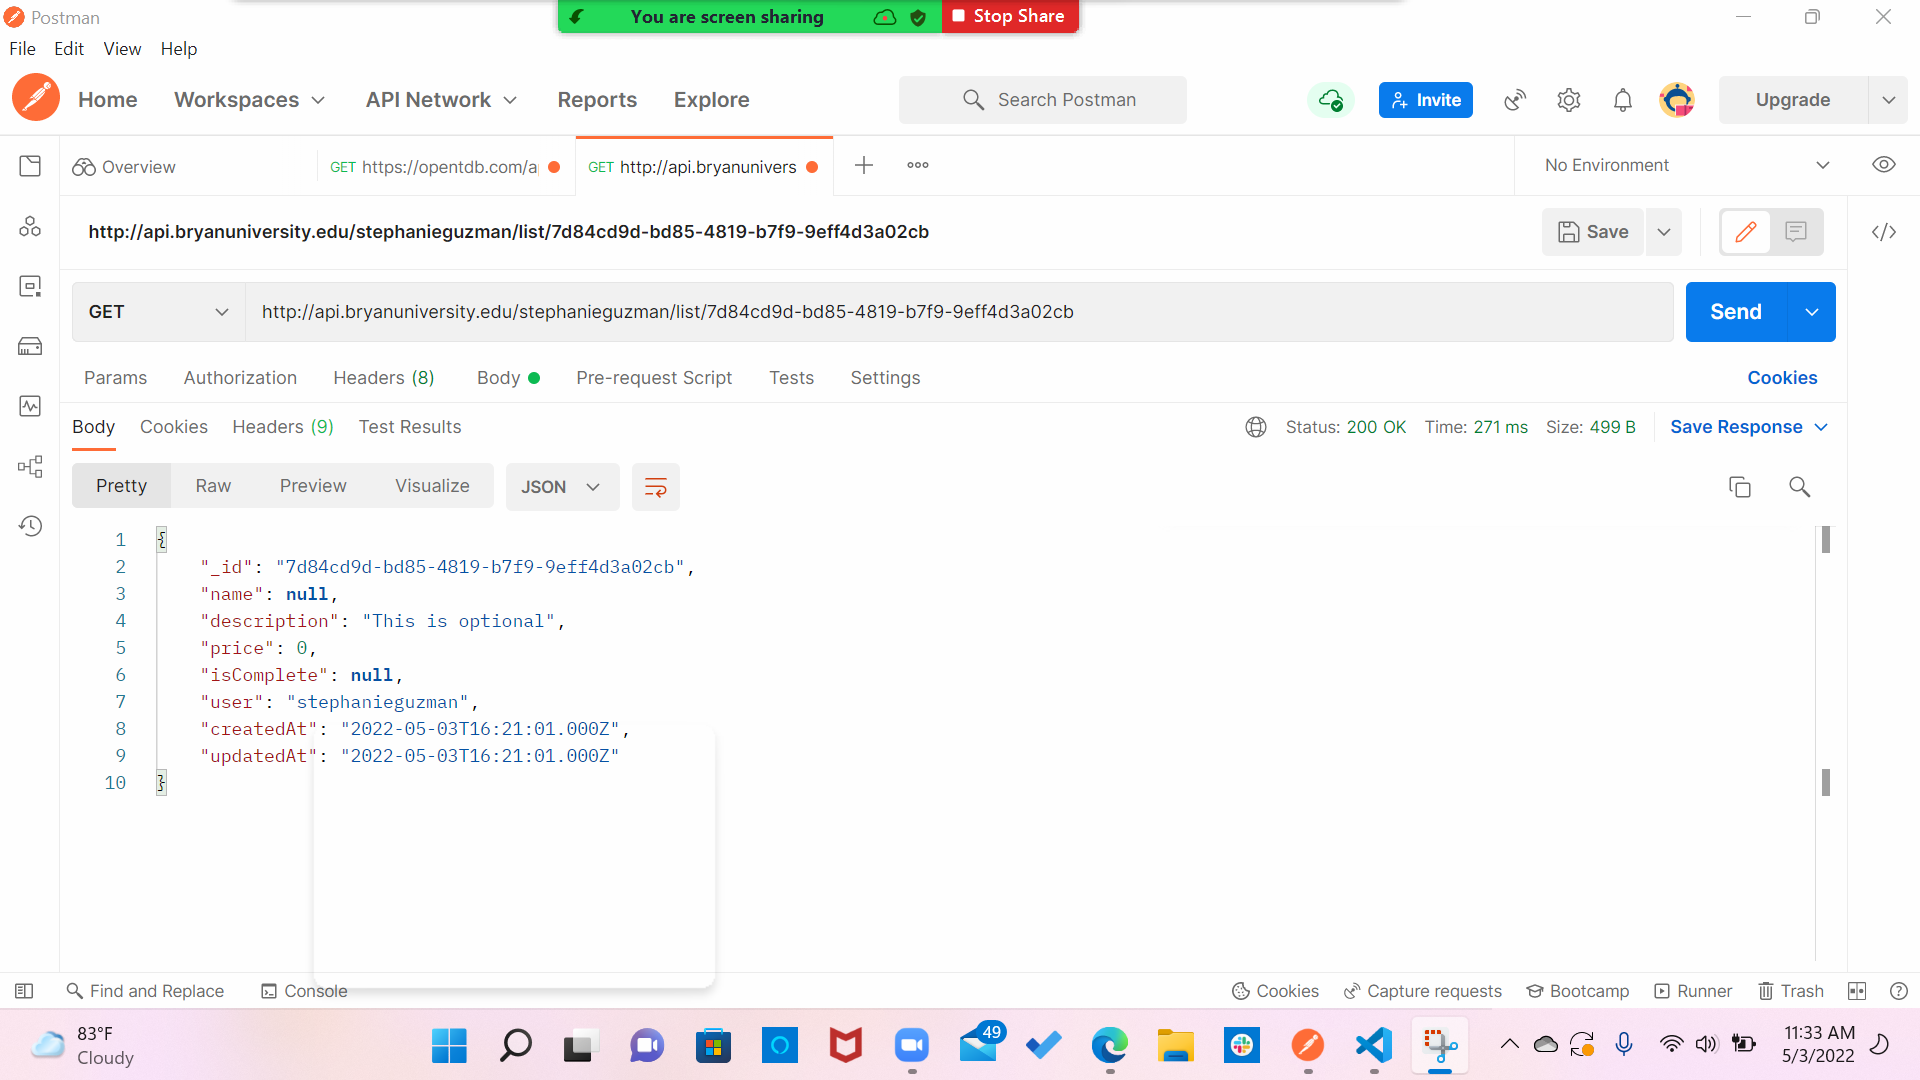 Postman
You are screen sharing
Stop Share
File Edit View Help
Home Workspaces API Network Reports Explore Search Postman Invite Upgrade
Overview GET https://opentdb.com/a GET http://api.bryanunivers No Environment
http://api.bryanuniversity.edu/stephanieguzman/list/7d84cd9d-bd85-4819-b7f9-9eff4d3a02cb Save
GET http://api.bryanuniversity.edu/stephanieguzman/list/7d84cd9d-bd85-4819-b7f9-9eff4d3a02cb Send
Params Authorization Headers (8) Body Pre-request Script Tests Settings Cookies
Body Cookies Headers (9) Test Results Status: 200 OK Time: 271 ms Size: 499 B Save Response
Pretty Raw Preview Visualize JSON
1 {
2 "_id": "7d84cd9d-bd85-4819-b7f9-9eff4d3a02cb",
3 "name": null,
4 "description": "This is optional",
5 "price": 0,
6 "isComplete": null,
7 "user": "stephanieguzman",
8 "createdAt": "2022-05-03T16:21:01.000Z",
9 "updatedAt": "2022-05-03T16:21:01.000Z"
10 }
Find and Replace Console Cookies Capture requests Bootcamp Runner Trash
83°F
Cloudy
49
11:33 AM
5/3/2022